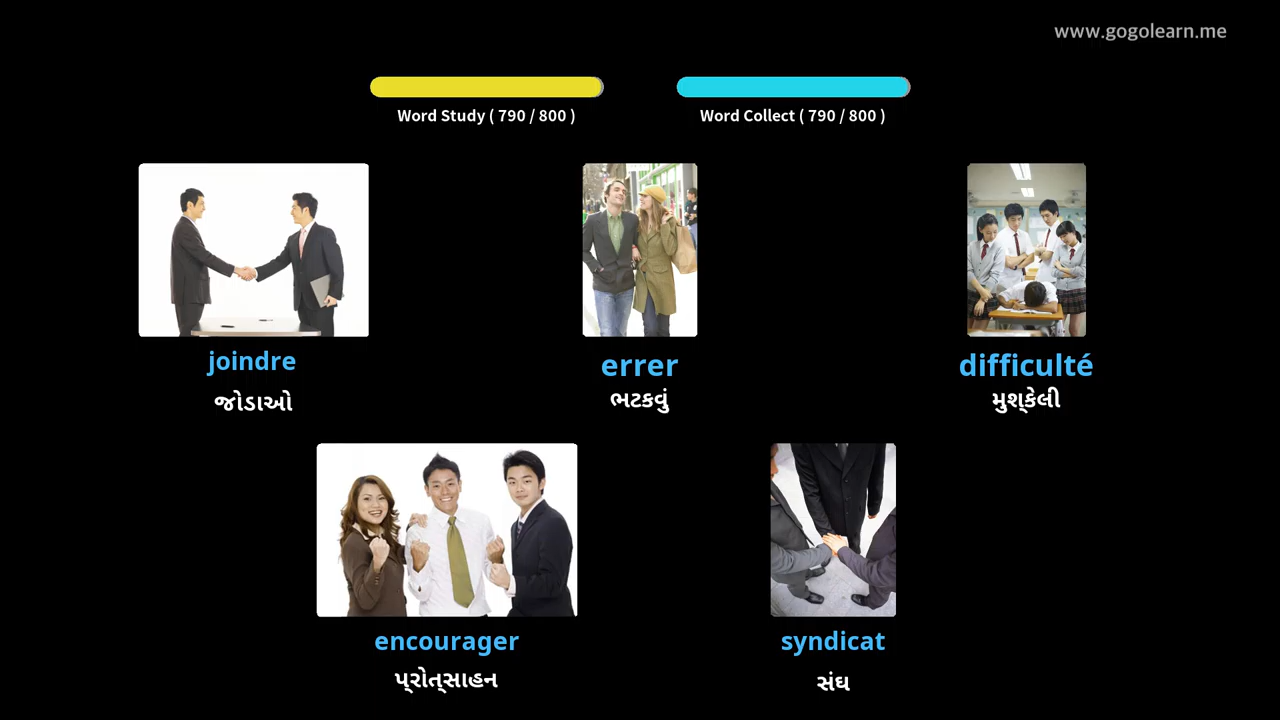 www.gogolearn.me
Word Study ( 790 / 800 )
Word Collect ( 790 / 800 )
joindre
જોડાઓ
errer
ભટકવું
difficulté
મુશ્કેલી
encourager
પ્રોત્સાહન
syndicat
સંઘ